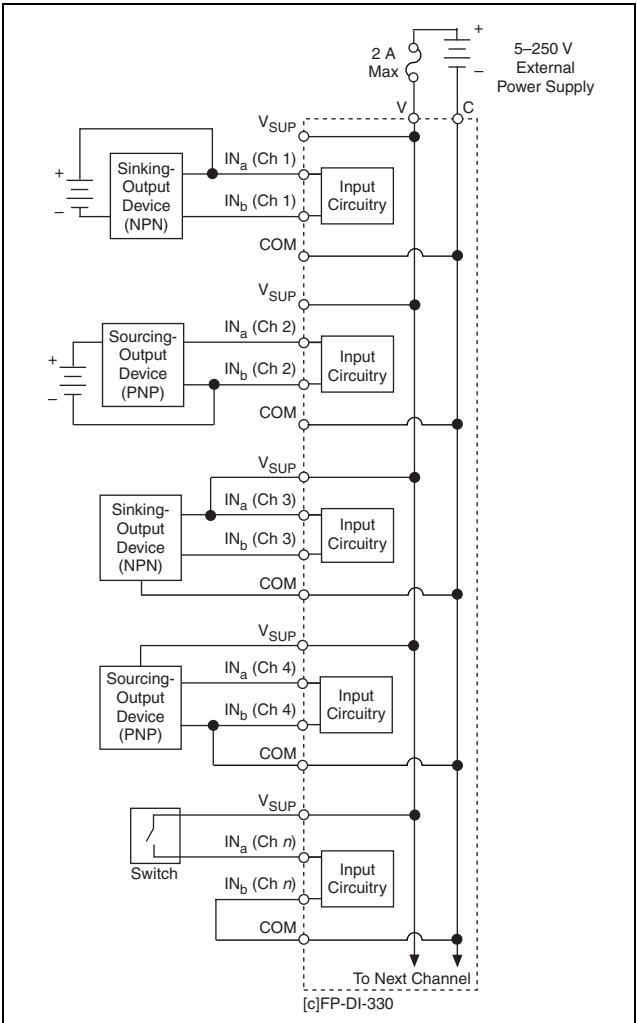 2 A
Max
+
–
5–250 V
External
Power Supply
V
C
VSUP
+
–
Sinking-
Output
Device
(NPN)
INa (Ch 1)
INb (Ch 1)
Input
Circuitry
COM
VSUP
+
–
Sourcing-
Output
Device
(PNP)
INa (Ch 2)
INb (Ch 2)
Input
Circuitry
COM
VSUP
Sinking-
Output
Device
(NPN)
INa (Ch 3)
INb (Ch 3)
Input
Circuitry
COM
VSUP
Sourcing-
Output
Device
(PNP)
INa (Ch 4)
INb (Ch 4)
Input
Circuitry
COM
VSUP
Switch
INa (Ch n)
INb (Ch n)
Input
Circuitry
COM
To Next Channel
[c]FP-DI-330